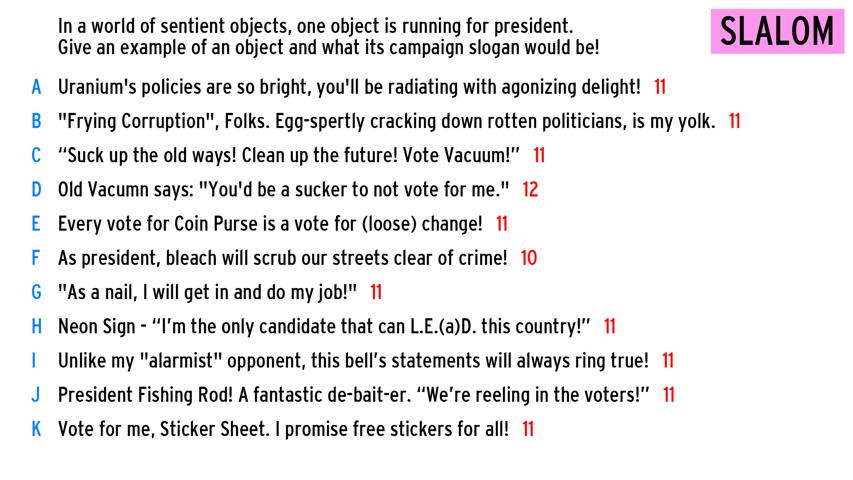 In a world of sentient objects, one object is running for president.
Give an example of an object and what its campaign slogan would be!
SLALOM
A Uranium's policies are so bright, you'll be radiating with agonizing delight! 11
B "Frying Corruption", Folks. Egg-spertly cracking down rotten politicians, is my yolk. 11
C “Suck up the old ways! Clean up the future! Vote Vacuum!” 11
D Old Vacumn says: "You'd be a sucker to not vote for me." 12
E Every vote for Coin Purse is a vote for (loose) change! 11
F As president, bleach will scrub our streets clear of crime! 10
G "As a nail, I will get in and do my job!" 11
H Neon Sign - “I’m the only candidate that can L.E.(a)D. this country!” 11
I Unlike my "alarmist" opponent, this bell’s statements will always ring true! 11
J President Fishing Rod! A fantastic de-bait-er. “We’re reeling in the voters!” 11
K Vote for me, Sticker Sheet. I promise free stickers for all! 11